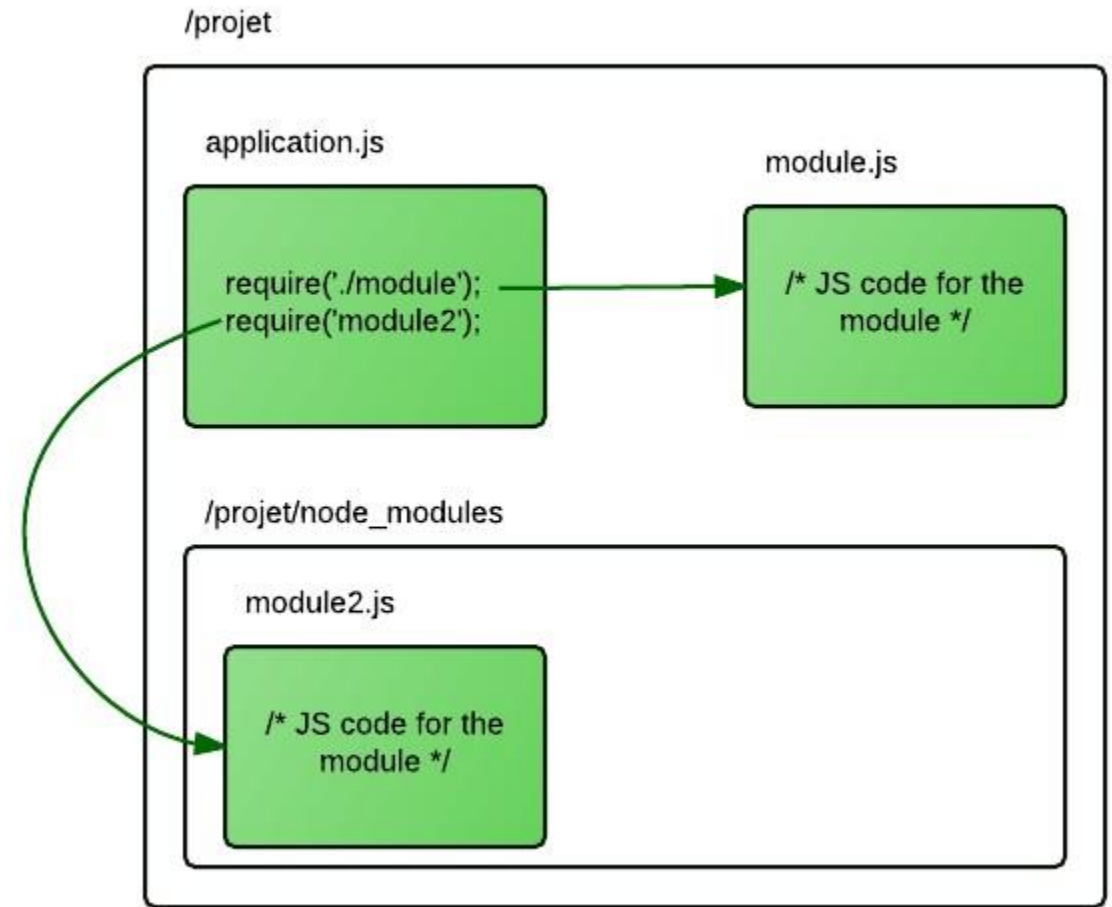 /projet
application.js
module.js
require('./module');
require('module2');
/* JS code for the
module */
/projet/node_modules
module2.js
/* JS code for the
module */